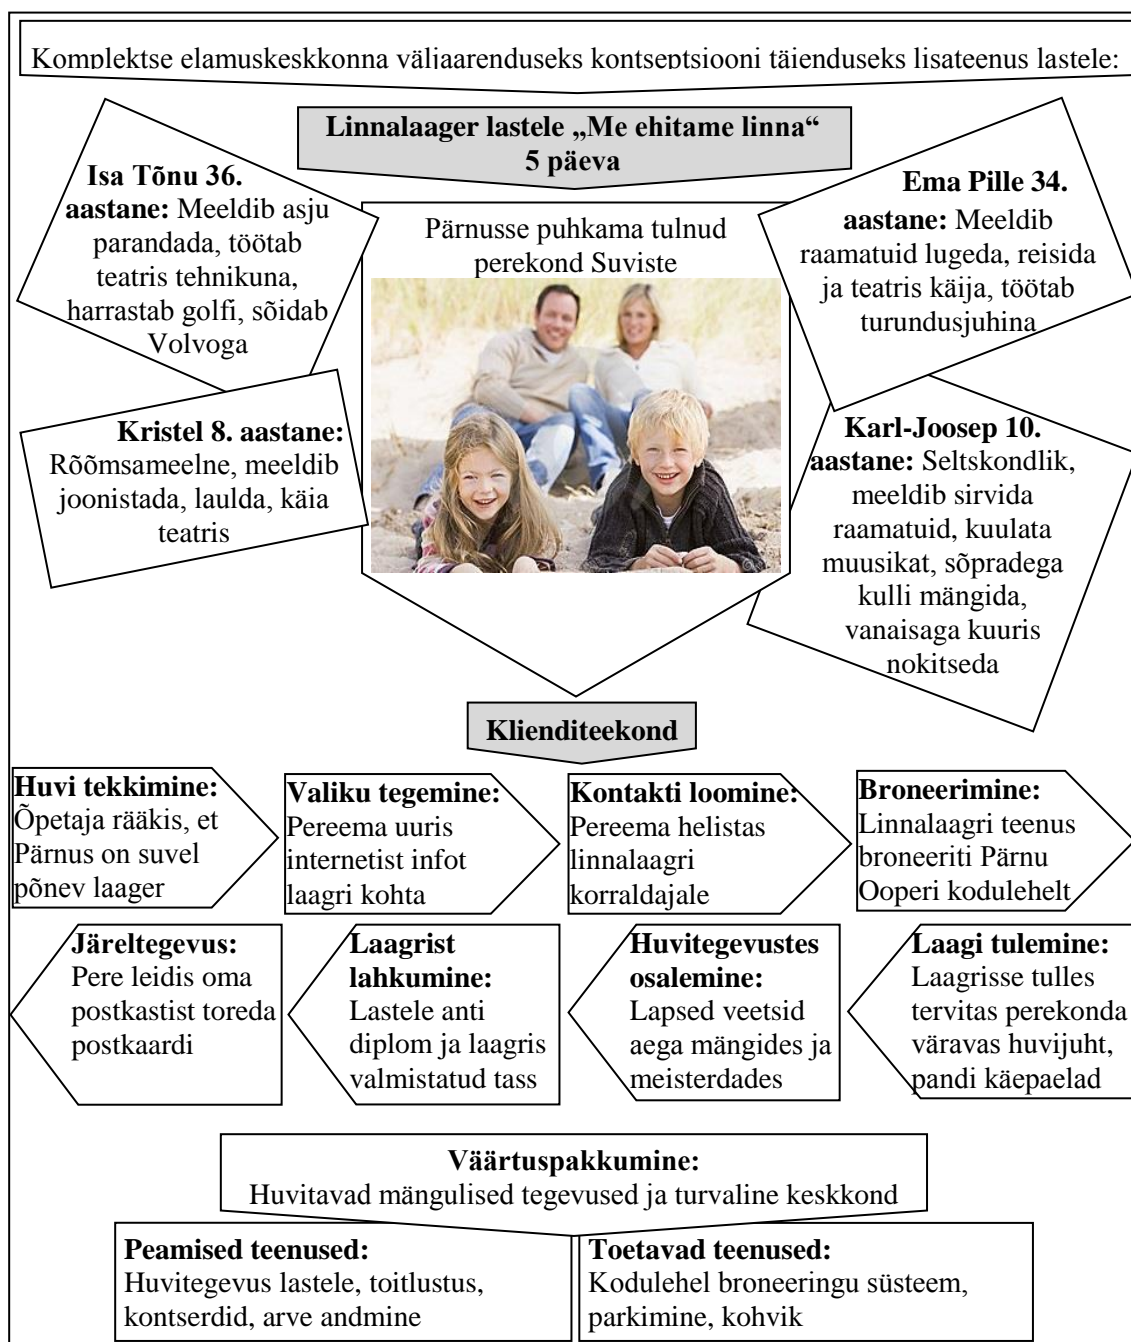 Komplektse elamuskeskkonna väljaarenduseks kontseptsiooni täienduseks lisateenus lastele:
Linnalaager lastele „Me ehitame linna“
5 päeva
Isa Tõnu 36.
aastane: Meeldib asju
parandada, töötab
teatris tehnikuna,
harrastab golfi, sõidab
Volvoga
Pärnusse puhkama tulnud
perekond Suviste
Ema Pille 34.
aastane: Meeldib
raamatuid lugeda, reisida
ja teatris käija, töötab
turundusjuhina
Kristel 8. aastane:
Rõõmsameelne, meeldib
joonistada, laulda, käia
teatris
Karl-Joosep 10.
aastane: Seltskondlik,
meeldib sirvida
raamatuid, kuulata
muusikat, sõpradega
kulli mängida,
vanaisaga kuuris
nokitseda
Klienditeekond
Huvi tekkimine:
Õpetaja rääkis, et
Pärnus on suvel
põnev laager
Valiku tegemine:
Pereema uuris
internetist infot
laagri kohta
Kontakti loomine:
Pereema helistas
linnalaagri
korraldajale
Broneerimine:
Linnalaagri teenus
broneeriti Pärnu
Ooperi kodulehelt
Järeltegevus:
Pere leidis oma
postkastist toreda
postkaardi
Laagrist
lahkumine:
Lastele anti
diplom ja laagris
valmistatud tass
Huvitegevustes
osalemine:
Lapsed veetsid
aega mängides ja
meisterdades
Laagi tulemine:
Laagrisse tulles
tervitas perekonda
väravas huvijuht,
pandi käepaelad
Väärtuspakkumine:
Huvitavad mängulised tegevused ja turvaline keskkond
Peamised teenused:
Huvitegevus lastele, toitlustus,
kontserdid, arve andmine
Toetavad teenused:
Kodulehel broneeringu süsteem,
parkimine, kohvik